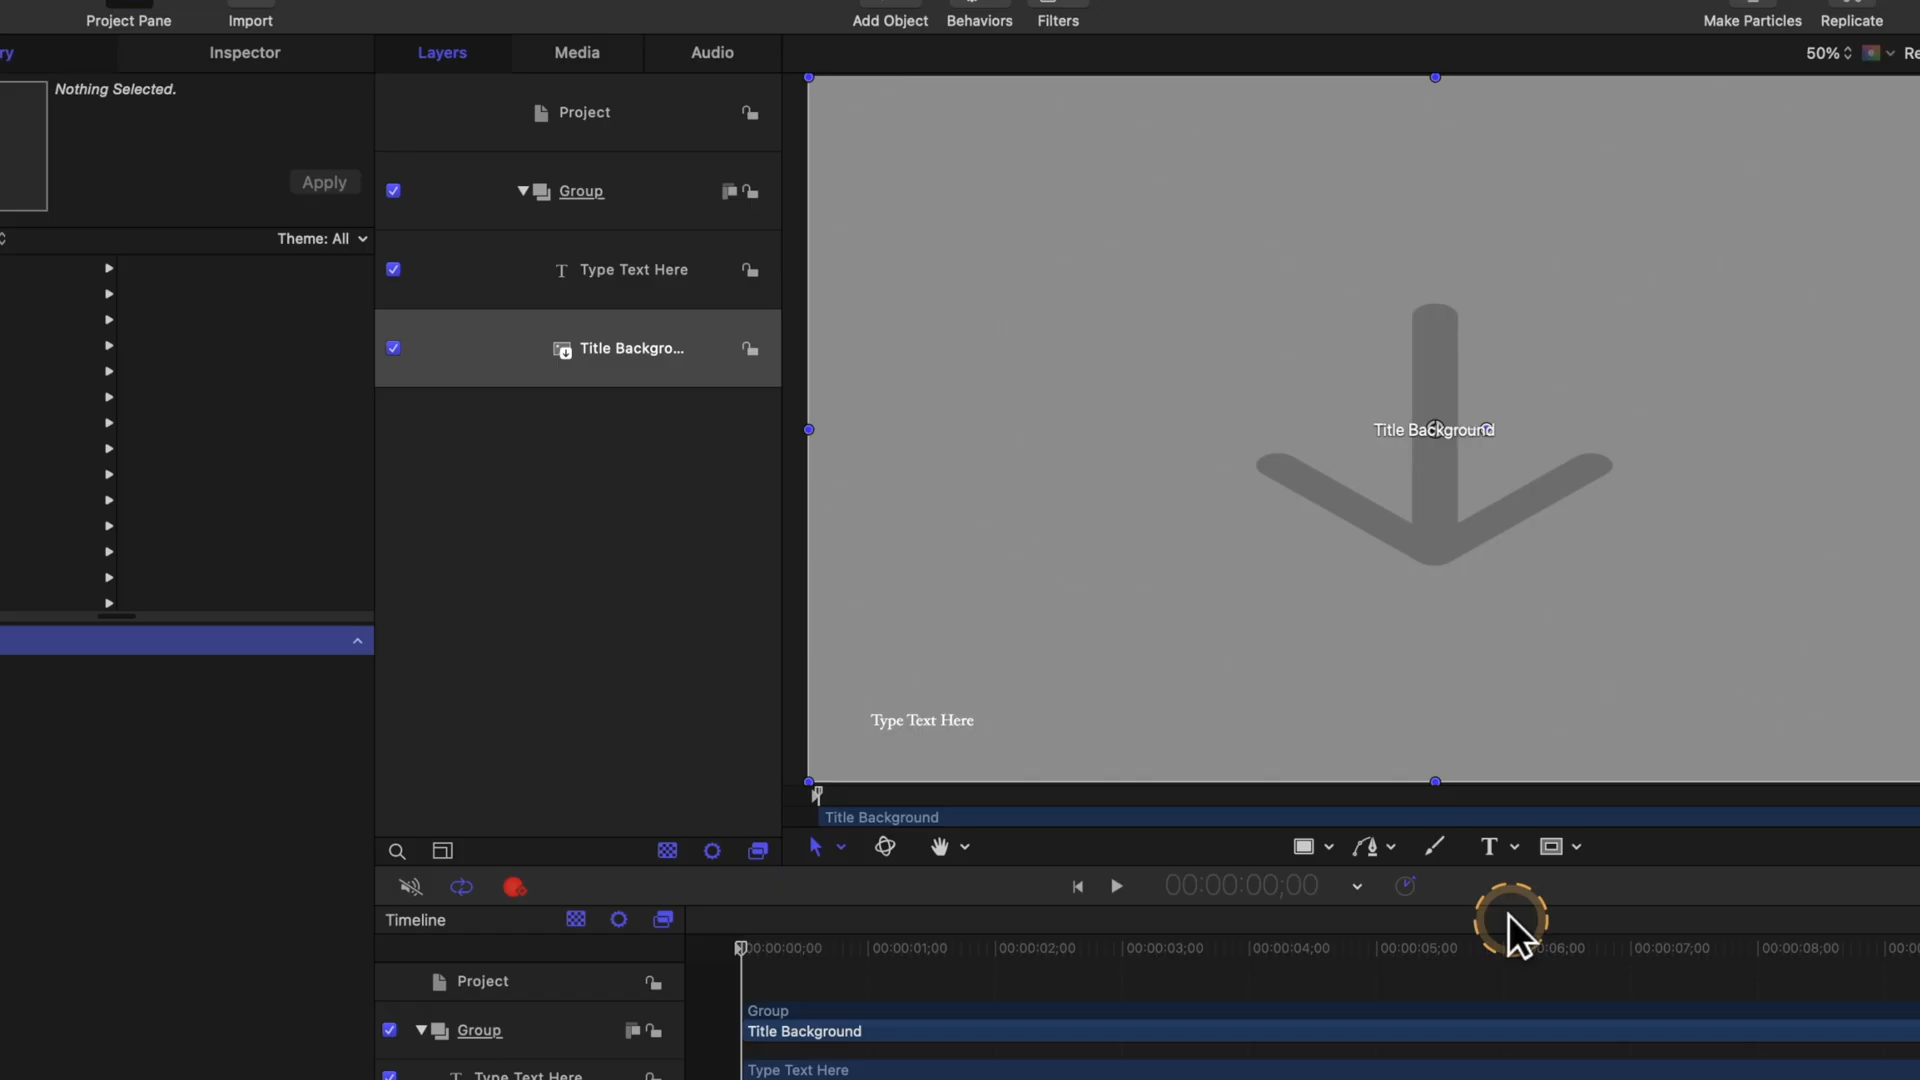 Project Pane
Import
Add Object
Behaviors
Filters
Make Particles
Replicate
ry
Inspector
Layers
Media
Audio
50%
Re
Nothing Selected.
Apply
Theme: All
Project
Group
Type Text Here
Title Backgro...
Title Background
Type Text Here
Title Background
T
00:00:00;00
Timeline
00:00:00;00
00:00:01;00
00:00:02;00
00:00:03;00
00:00:04;00
00:00:05;00
:06;00
00:00:07;00
00:00:08;00
00:00
Project
Group
Group
Title Background
Type Text Here
Type Text Here